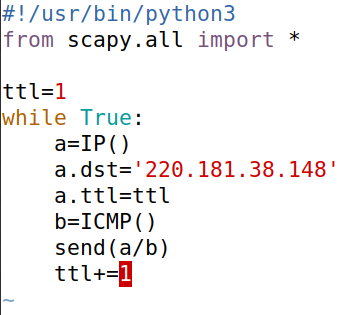 #!/usr/bin/python3
from scapy.all import *

ttl=1
while True:
    a=IP()
    a.dst='220.181.38.148'
    a.ttl=ttl
    b=ICMP()
    send(a/b)
    ttl+=1
~